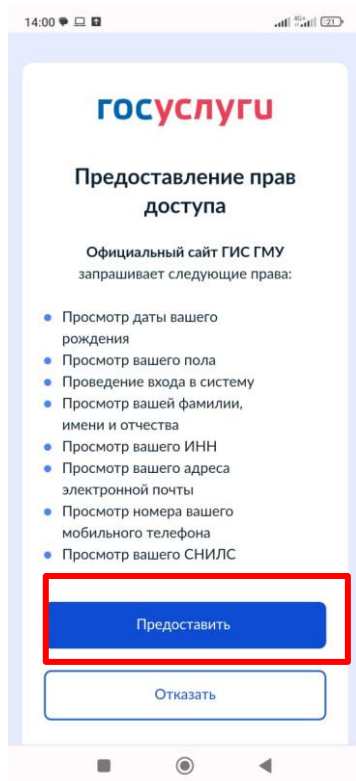 14:00 4G+ 21
госуслуги
Предоставление прав
доступа
Официальный сайт ГИС ГМУ
запрашивает следующие права:
Просмотр даты вашего
рождения
Просмотр вашего пола
Проведение входа в систему
Просмотр вашей фамилии,
имени и отчества
Просмотр вашего ИНН
Просмотр вашего адреса
электронной почты
Просмотр номера вашего
мобильного телефона
Просмотр вашего СНИЛС
Предоставить
Отказать